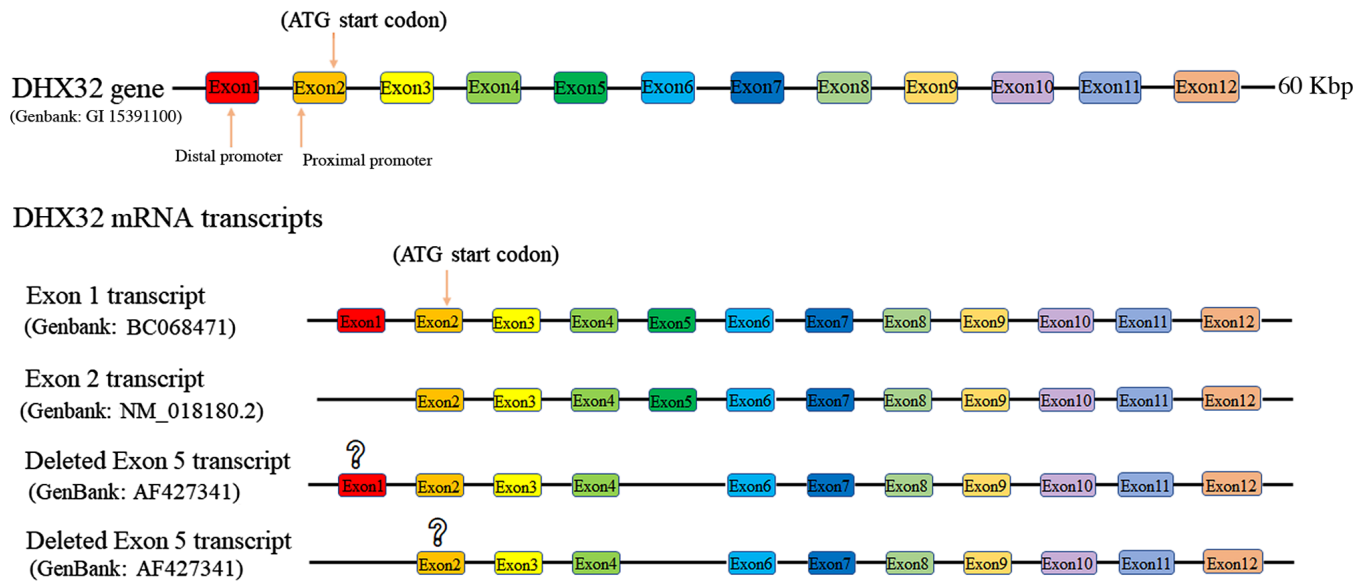 (ATG start codon)
DHX32 gene Exon1 Exon2 Exon3 Exon4 Exon5 Exon6 Exon7 Exon8 Exon9 Exon10 Exon11 Exon12 60 Kbp
(Genbank: GI 15391100)
Distal promoter Proximal promoter
DHX32 mRNA transcripts
(ATG start codon)
Exon 1 transcript
(Genbank: BC068471)
Exon1 Exon2 Exon3 Exon4 Exon5 Exon6 Exon7 Exon8 Exon9 Exon10 Exon11 Exon12
Exon 2 transcript
(Genbank: NM_018180.2)
Exon2 Exon3 Exon4 Exon5 Exon6 Exon7 Exon8 Exon9 Exon10 Exon11 Exon12
?
Deleted Exon 5 transcript
(GenBank: AF427341)
Exon1 Exon2 Exon3 Exon4 Exon6 Exon7 Exon8 Exon9 Exon10 Exon11 Exon12
?
Deleted Exon 5 transcript
(GenBank: AF427341)
Exon2 Exon3 Exon4 Exon6 Exon7 Exon8 Exon9 Exon10 Exon11 Exon12